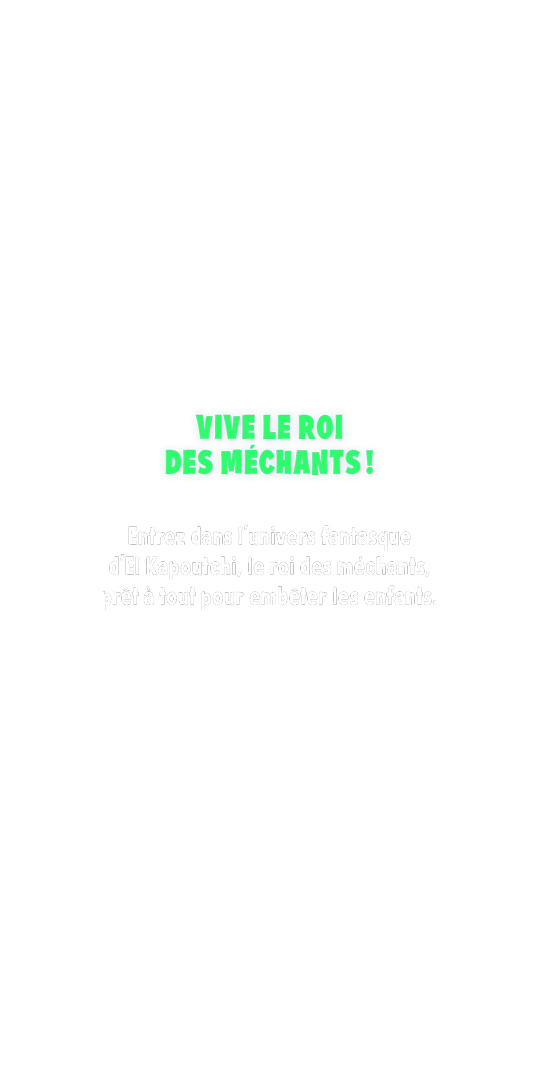 VIVE LE ROI
DES MÉCHANTS !
Entrez dans l'univers fantasque
d'El Kapoutchi, le roi des méchants,
prêt à tout pour embêter les enfants.